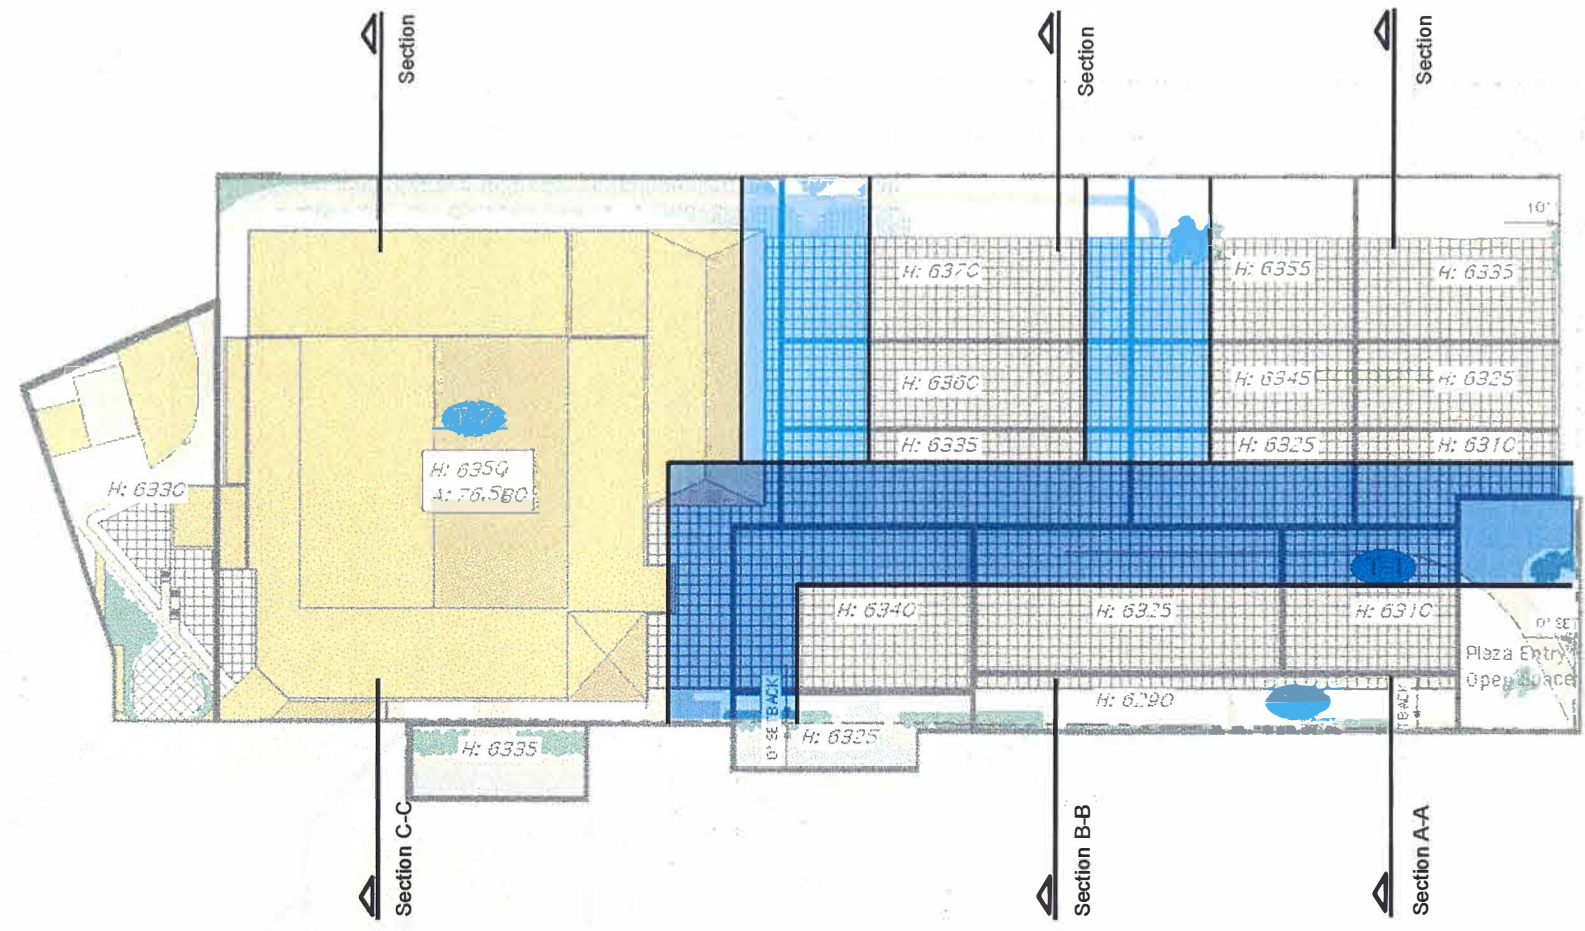 Section
Section
Section
10'
H: 6370
H: 6355
H: 6335
H: 6360
H: 6345
H: 6325
H: 6335
H: 6325
H: 6310
H: 6350
H: 6330
H: 6340
H: 6325
H: 6310
Plaza Entry
Open Space
H: 6290
H: 6335
H: 6325
Section C-C
Section B-B
Section A-A